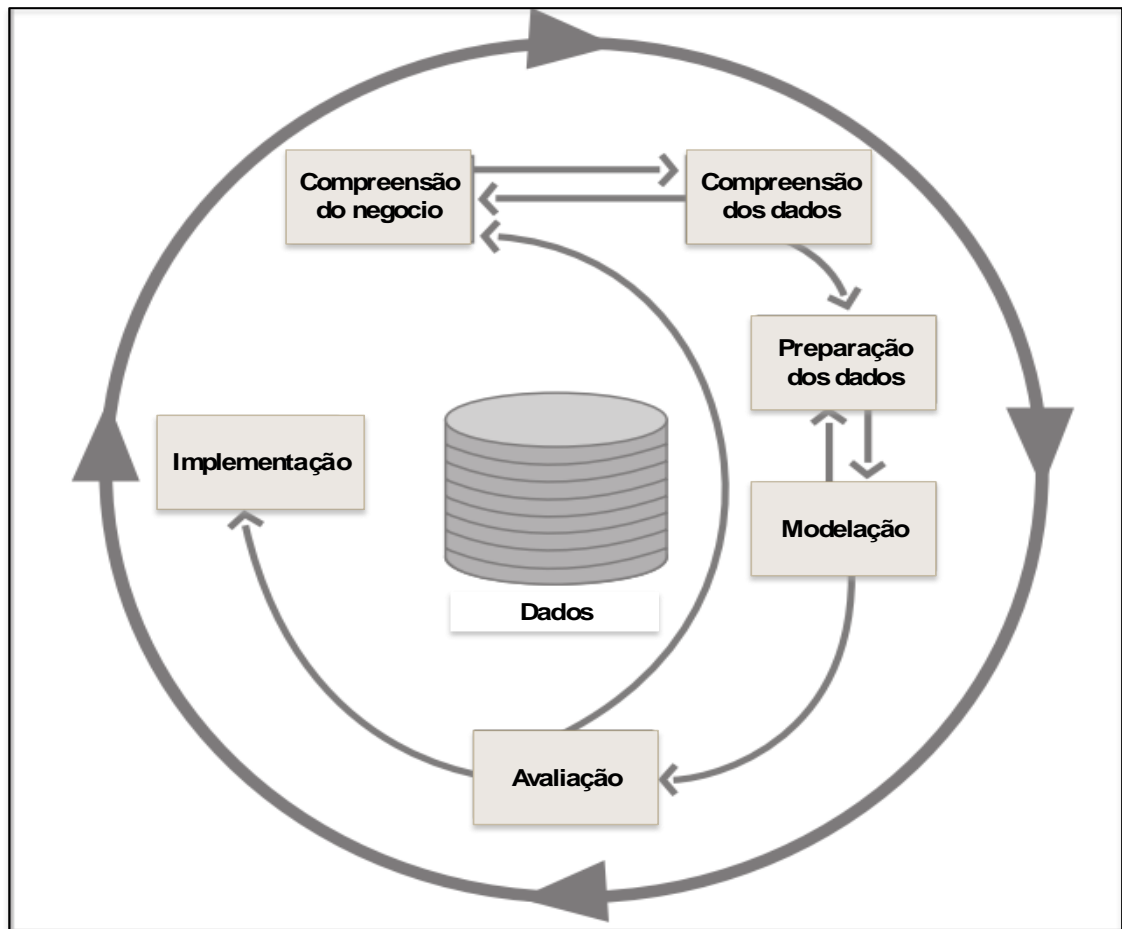 Compreensão
do negocio
Compreensão
dos dados
Preparação
dos dados
Implementação
Modelação
Dados
Avaliação